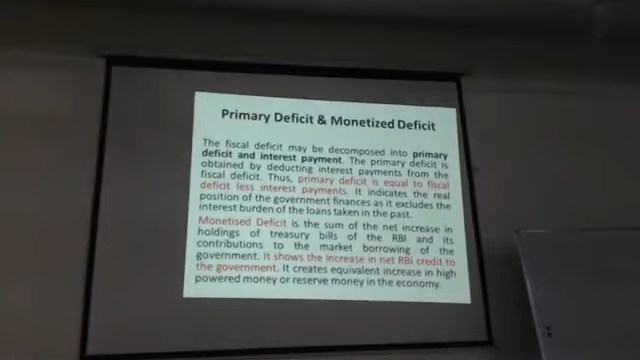 Primary Deficit & Monetized Deficit
The fiscal deficit may be decomposed into primary
deficit and interest payment. The primary deficit is
obtained by deducting interest payments from the
fiscal deficit. Thus, primary deficit is equal to fiscal
deficit less interest payments. It indicates the real
position of the government finances as it excludes the
interest burden of the loans taken in the past.
Monetised Deficit is the sum of the net increase in
holdings of treasury bills of the RBI and its
contributions to the market borrowing of the
government. It shows the increase in net RBI credit to
the government. It creates equivalent increase in high
powered money or reserve money in the economy.